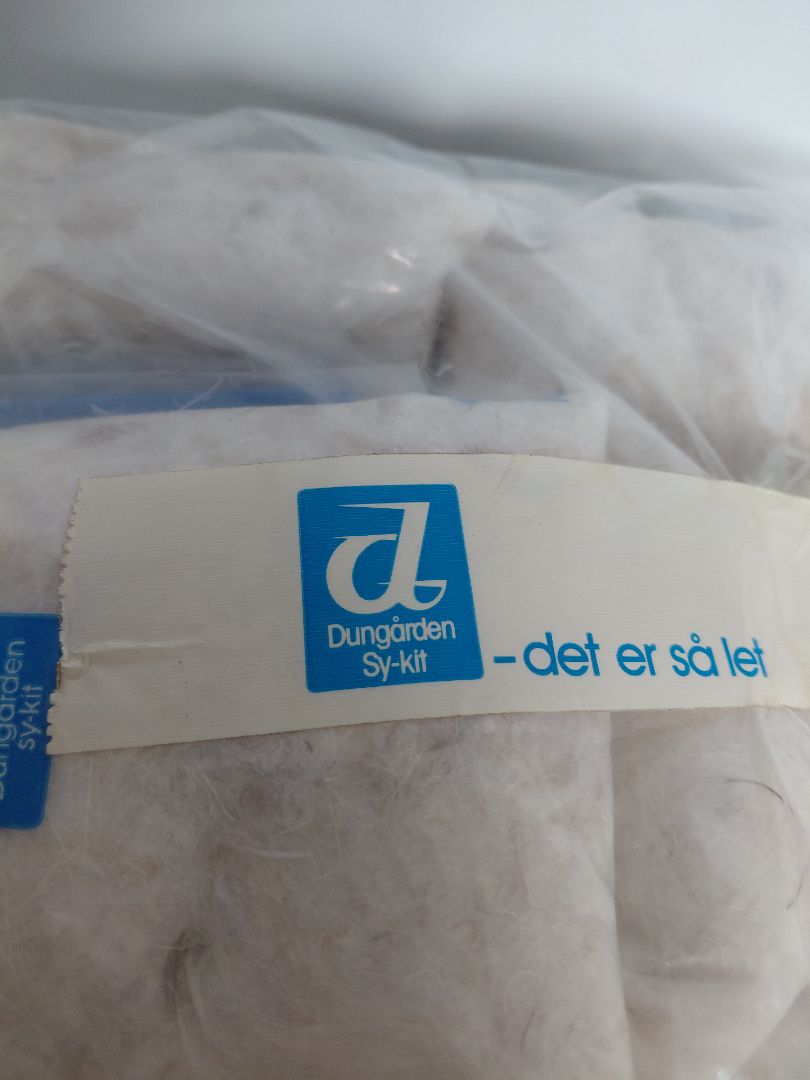 d
Dungården
Sy-kit
-det er så let
Dungården
sy-kit